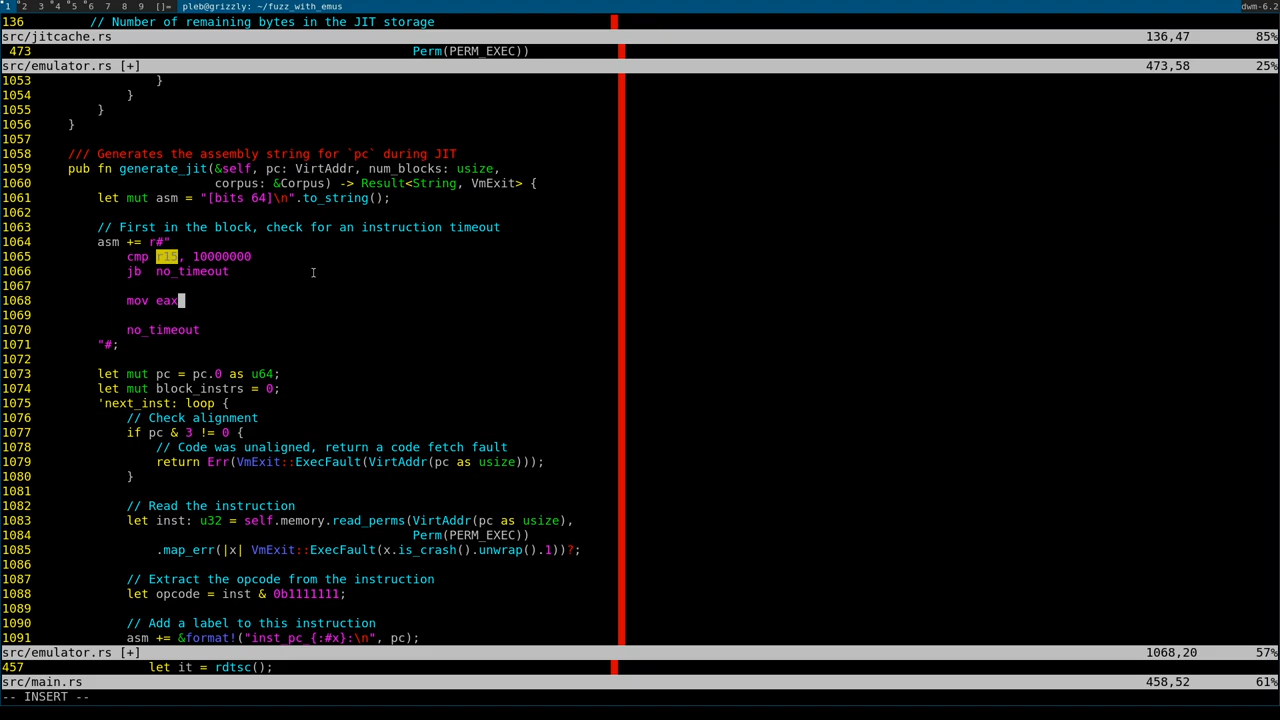 1 2 3 4 5 6 7 8 9 []= pleb@grizzly: ~/fuzz_with_emus dwm-6.2
136 // Number of remaining bytes in the JIT storage
src/jitcache.rs 136,47 85%
473 Perm(PERM_EXEC))
src/emulator.rs [+] 473,58 25%
1053 }
1054 }
1055 }
1056 }
1057
1058 /// Generates the assembly string for `pc` during JIT
1059 pub fn generate_jit(&self, pc: VirtAddr, num_blocks: usize,
1060 corpus: &Corpus) -> Result<String, VmExit> {
1061 let mut asm = "[bits 64]\n".to_string();
1062
1063 // First in the block, check for an instruction timeout
1064 asm += r#"
1065 cmp r15, 10000000
1066 jb no_timeout
1067
1068 mov eax
1069
1070 no_timeout
1071 "#;
1072
1073 let mut pc = pc.0 as u64;
1074 let mut block_instrs = 0;
1075 'next_inst: loop {
1076 // Check alignment
1077 if pc & 3 != 0 {
1078 // Code was unaligned, return a code fetch fault
1079 return Err(VmExit::ExecFault(VirtAddr(pc as usize)));
1080 }
1081
1082 // Read the instruction
1083 let inst: u32 = self.memory.read_perms(VirtAddr(pc as usize),
1084 Perm(PERM_EXEC))
1085 .map_err(|x| VmExit::ExecFault(x.is_crash().unwrap().1))?;
1086
1087 // Extract the opcode from the instruction
1088 let opcode = inst & 0b1111111;
1089
1090 // Add a label to this instruction
1091 asm += &format!("inst_pc_{:#x}:\n", pc);
src/emulator.rs [+] 1068,20 57%
457 let it = rdtsc();
src/main.rs 458,52 61%
-- INSERT --